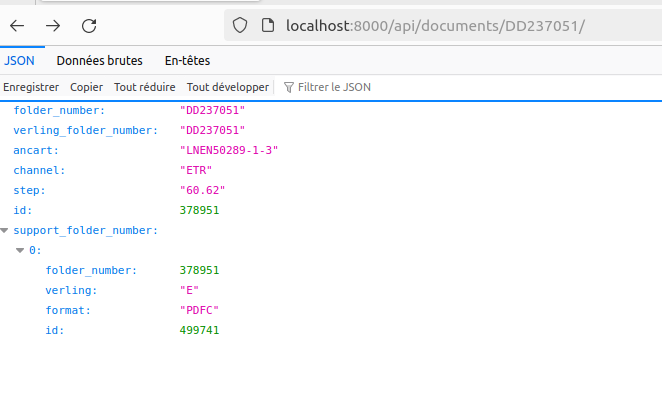 localhost:8000/api/documents/DD237051/
JSON Données brutes En-têtes
Enregistrer Copier Tout réduire Tout développer Filtrer le JSON
folder_number: "DD237051"
verling_folder_number: "DD237051"
ancart: "LNEN50289-1-3"
channel: "ETR"
step: "60.62"
id: 378951
support_folder_number:
0:
folder_number: 378951
verling: "E"
format: "PDFC"
id: 499741